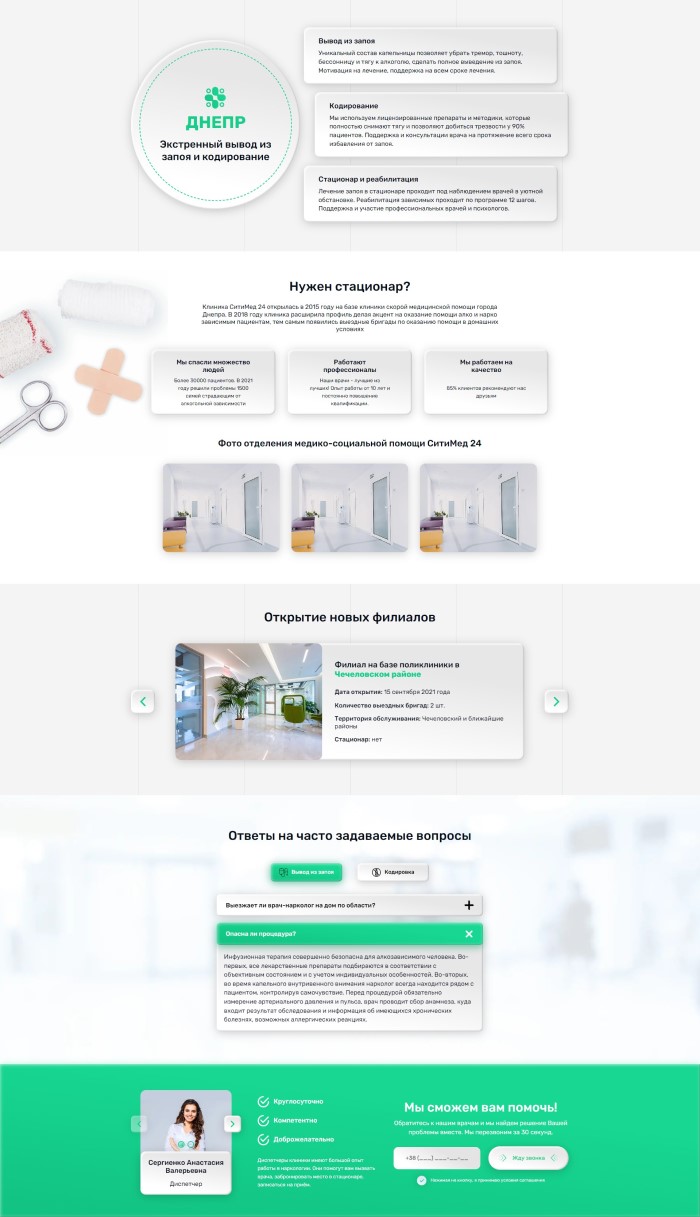 ДНЕПР
Экстренный вывод из
запоя и кодирование
Вывод из запоя
Уникальный состав капельницы позволяет убрать тремор, тошноту,
бессонницу и тягу к алкоголю, сделать полное выведение из запоя.
Мотивация на лечение, поддержка на всем сроке лечения.
Кодирование
Мы используем лицензированные препараты и методики, которые
полностью снимают тягу и позволяют добиться трезвости у 90%
пациентов. Поддержка и консультации врача на протяжение всего срока
избавления от запоя.
Стационар и реабилитация
Лечение запоя в стационаре проходит под наблюдением врачей в уютной
обстановке. Реабилитация зависимых проходит по программе 12 шагов.
Поддержка и участие профессиональных врачей и психологов.
Нужен стационар?
Клиника СитиМед 24 открылась в 2015 году на базе клиники скорой медицинской помощи города
Днепра. В 2018 году клиника расширила профиль делая акцент на оказание помощи алко и нарко
зависимым пациентам, тем самым появились выездные бригады по оказанию помощи в домашних
условиях
Мы спасли множество
людей
Более 30000 пациентов. В 2021
году решили проблемы 1500
семей страдающим от
алкогольной зависимости
Работают
профессионалы
Наши врачи - лучшие из
лучших! Опыт работы от 10 лет и
постоянно повышение
квалификации.
Мы работаем на
качество
85% клиентов рекомендуют нас
друзьям
Фото отделения медико-социальной помощи СитиМед 24
Открытие новых филиалов
Филиал на базе поликлиники в
Чечеловском районе
Дата открытия: 15 сентября 2021 года
Количество выездных бригад: 2 шт.
Территория обслуживания: Чечеловский и ближайшие
районы
Стационар: нет
Ответы на часто задаваемые вопросы
Вывод из запоя
Кодировка
Выезжает ли врач-нарколог на дом по области?
Опасна ли процедура?
Инфузионная терапия совершенно безопасна для алкозависимого человека. Во-
первых, все лекарственные препараты подбираются в соответствии с
объективным состоянием и с учетом индивидуальных особенностей. Во-вторых,
во время капельного внутривенного внимания нарколог всегда находится рядом с
пациентом, контролируя самочувствие. Перед процедурой обязательно
измерение артериального давления и пульса, врач проводит сбор анамнеза, куда
входит результат обследования и информация об имеющихся хронических
болезнях, возможных аллергических реакциях.
Сергиенко Анастасия
Валерьевна
Диспетчер
Круглосуточно
Компетентно
Доброжелательно
Диспетчеры клиники имеют большой опыт
работы в наркологии. Они помогут вам вызвать
врача, забронировать место в стационаре,
записаться на приём.
Мы сможем вам помочь!
Обратитесь к нашим врачам и мы найдем решение Вашей
проблемы вместе. Мы перезвоним за 30 секунд.
+38 (___) ___-__-__
Жду звонка
Нажимая на кнопку, я принимаю условия соглашения